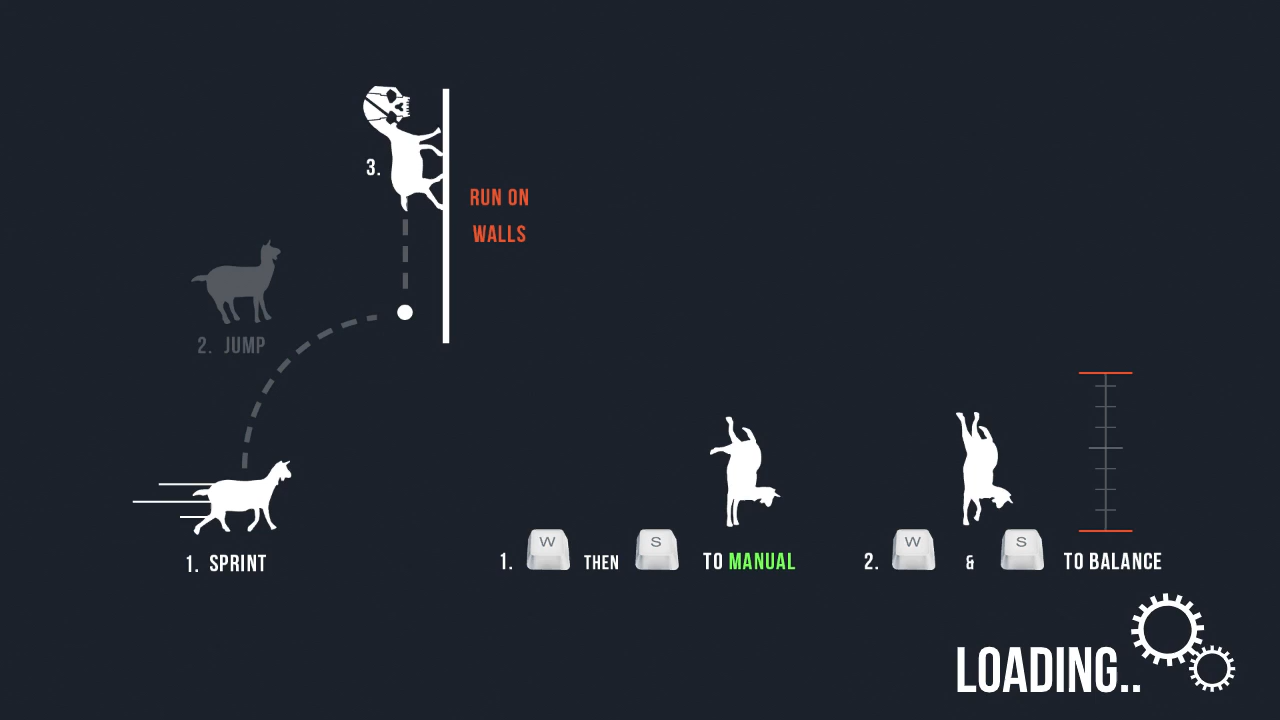 3.
RUN ON
WALLS
2. JUMP
1. SPRINT
1. W THEN S TO MANUAL
2. W & S TO BALANCE
LOADING..